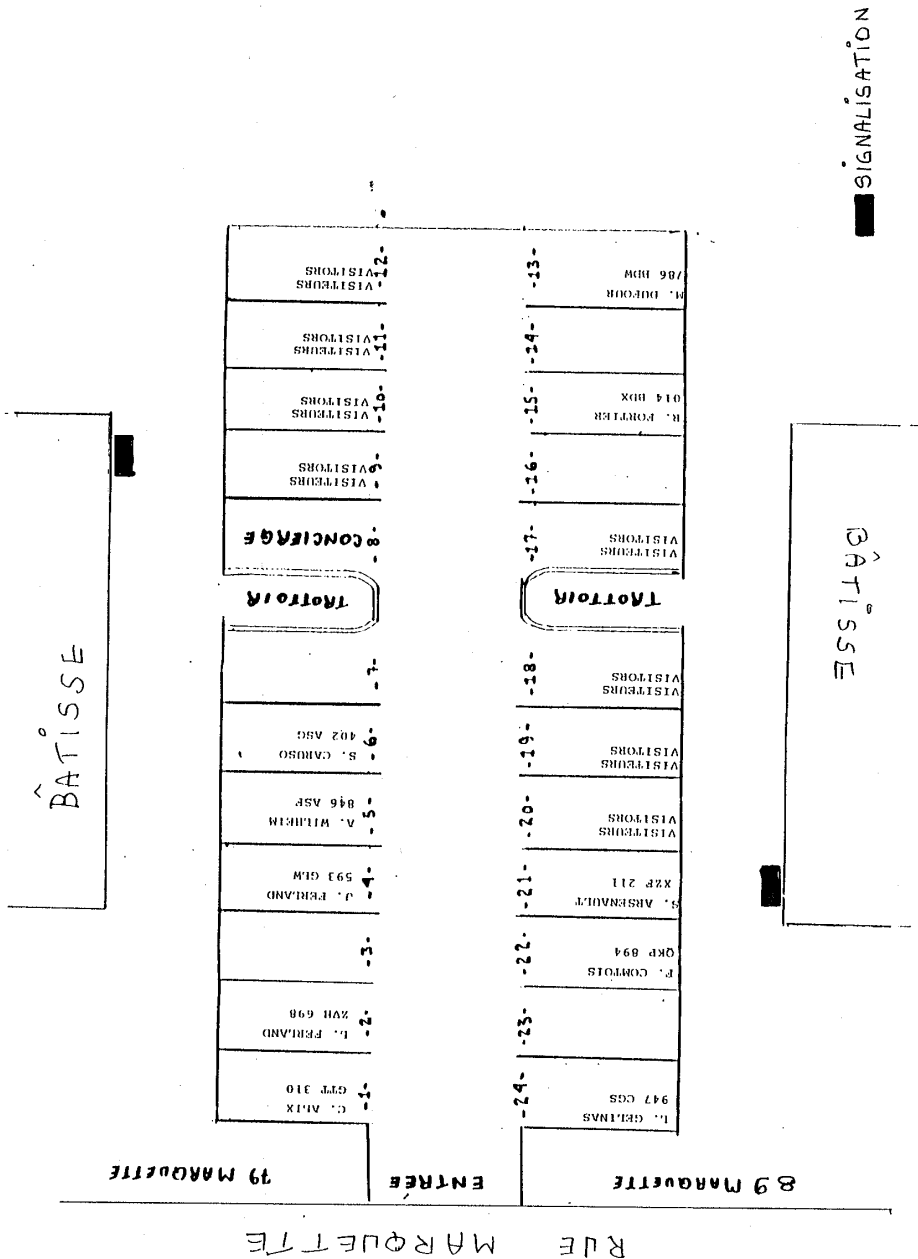 SIGNALISATION
BÂTISSE
BÂTISSE
-12-
VISITEURS
VISITORS
-11-
VISITEURS
VISITORS
-10-
VISITEURS
VISITORS
-9-
VISITEURS
VISITORS
-8-
CONCIERGE
TROTTOIR
-7-
-6-
S. CARUSO
402 ASG
-5-
A. WILHEIM
846 ASF
-4-
J. FERLAND
593 GLW
-3-
-2-
L. FERLAND
ZVH 698
-1-
C. ALIX
GTT 310
-13-
M. DUFOUR
786 BDW
-14-
-15-
R. FORTIER
014 BDX
-16-
-17-
VISITEURS
VISITORS
TROTTOIR
-18-
VISITEURS
VISITORS
-19-
VISITEURS
VISITORS
-20-
VISITEURS
VISITORS
-21-
S. ARSENAULT
XZP 211
-22-
F. COMTOIS
QKP 894
-23-
-24-
L. GELINAS
947 CGS
79 MARQUETTE
ENTRÉE
89 MARQUETTE
RUE MARQUETTE